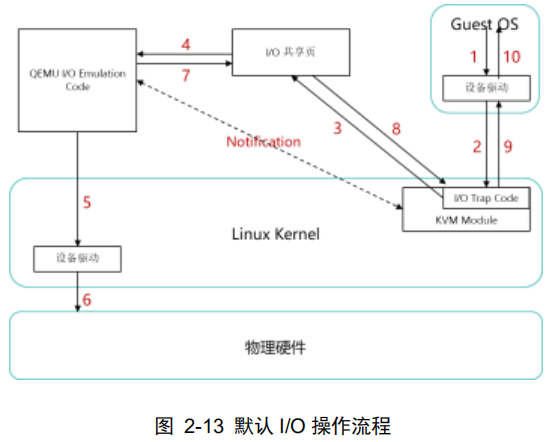 Guest OS
4
1
10
QEMU I/O Emulation
Code
I/O 共享页
7
设备驱动
3
8
2
9
Notification
5
I/O Trap Code
KVM Module
Linux Kernel
设备驱动
6
物理硬件
图 2-13 默认 I/O 操作流程